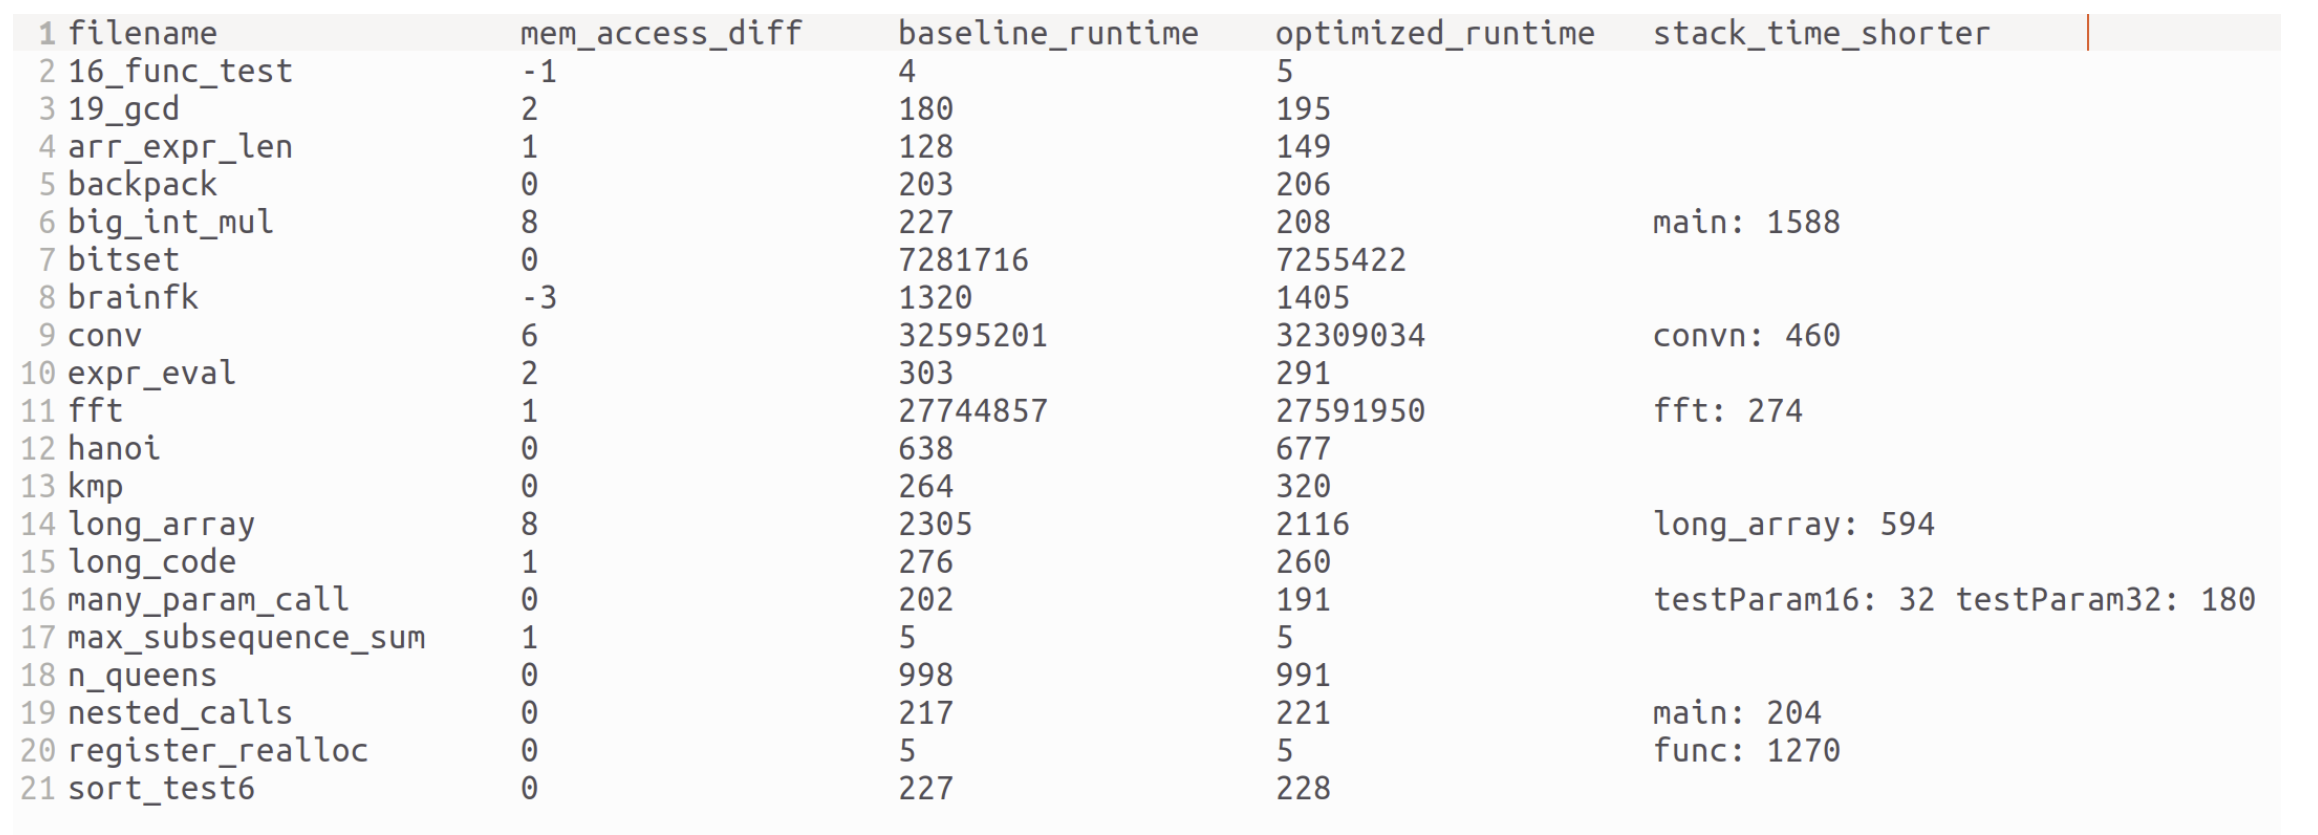 1 filename mem_access_diff baseline_runtime optimized_runtime stack_time_shorter
2 16_func_test -1 4 5
3 19_gcd 2 180 195
4 arr_expr_len 1 128 149
5 backpack 0 203 206
6 big_int_mul 8 227 208 main: 1588
7 bitset 0 7281716 7255422
8 brainfk -3 1320 1405
9 conv 6 32595201 32309034 convn: 460
10 expr_eval 2 303 291
11 fft 1 27744857 27591950 fft: 274
12 hanoi 0 638 677
13 kmp 0 264 320
14 long_array 8 2305 2116 long_array: 594
15 long_code 1 276 260
16 many_param_call 0 202 191 testParam16: 32 testParam32: 180
17 max_subsequence_sum 1 5 5
18 n_queens 0 998 991
19 nested_calls 0 217 221 main: 204
20 register_realloc 0 5 5 func: 1270
21 sort_test6 0 227 228